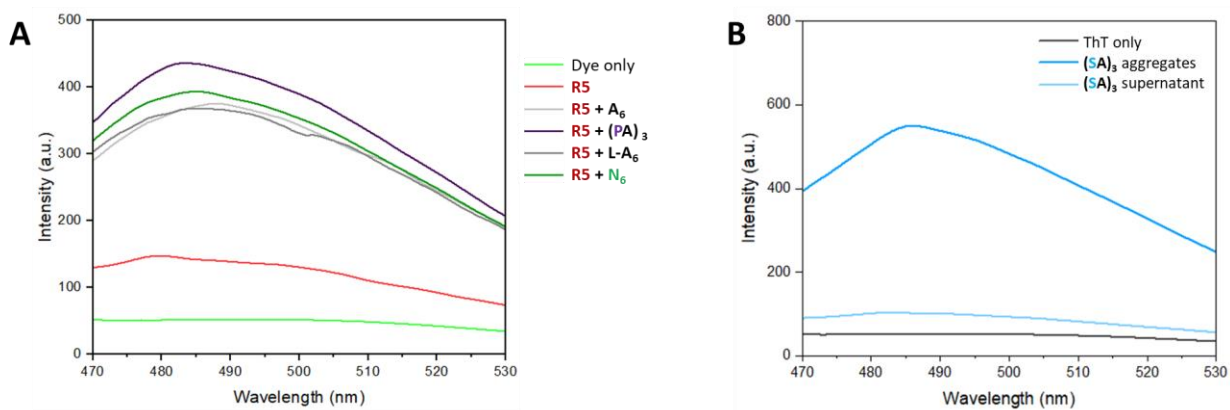 A
500
400
300
200
100
0
Intensity (a.u.)
470 480 490 500 510 520 530
Wavelength (nm)
Dye only
R5
R5 + A₆
R5 + (PA)₃
R5 + L-A₆
R5 + N₆
B
800
600
400
200
0
Intensity (a.u.)
470 480 490 500 510 520 530
Wavelength (nm)
ThT only
(SA)₃ aggregates
(SA)₃ supernatant